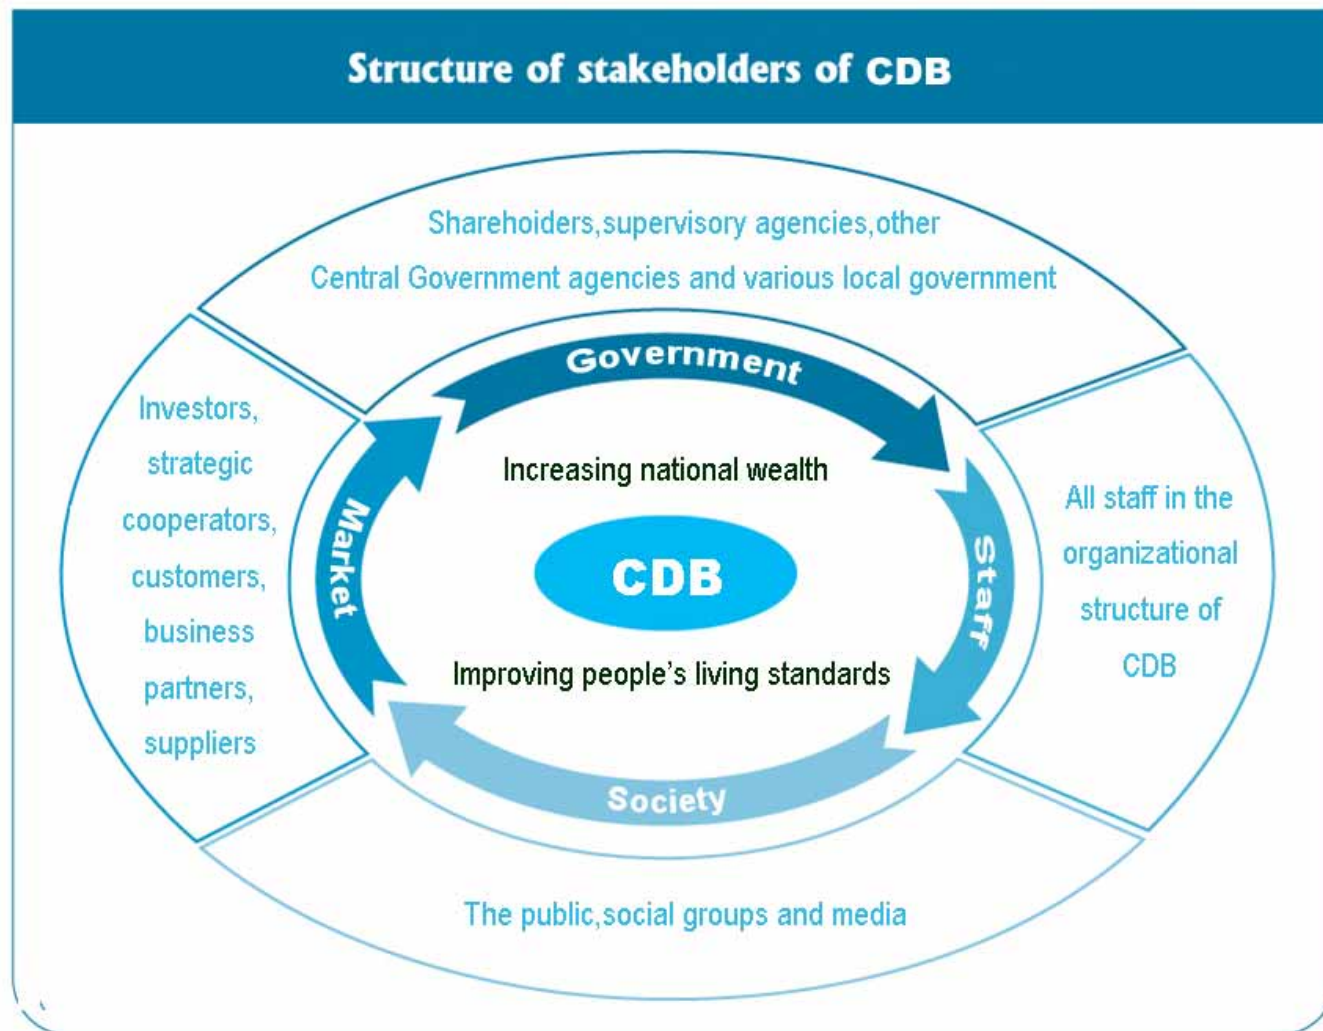 Structure of stakeholders of CDB
Sharehoiders,supervisory agencies,other
Central Government agencies and various local government
Government
Investors,
strategic
cooperators,
customers,
business
partners,
suppliers
Market
Increasing national wealth
CDB
Improving people's living standards
Staff
All staff in the
organizational
structure of
CDB
Society
The public,social groups and media